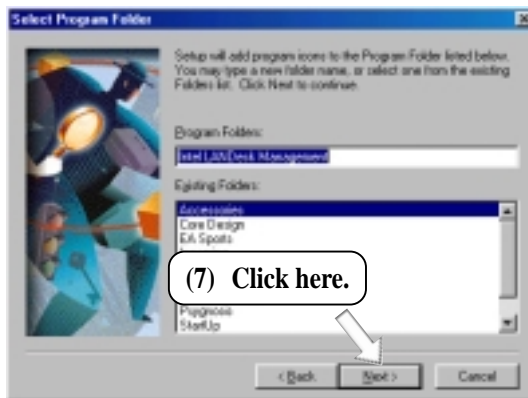 Select Program Folder
Setup will add program icons to the Program Folder listed below.
You may type a new folder name, or select one from the existing
Folders list. Click Next to continue.
Program Folders:
Intel LANDesk Management
Existing Folders:
Accessories
Core Design
EA Sports
(7) Click here.
Psygnosis
StartUp
< Back
Next >
Cancel